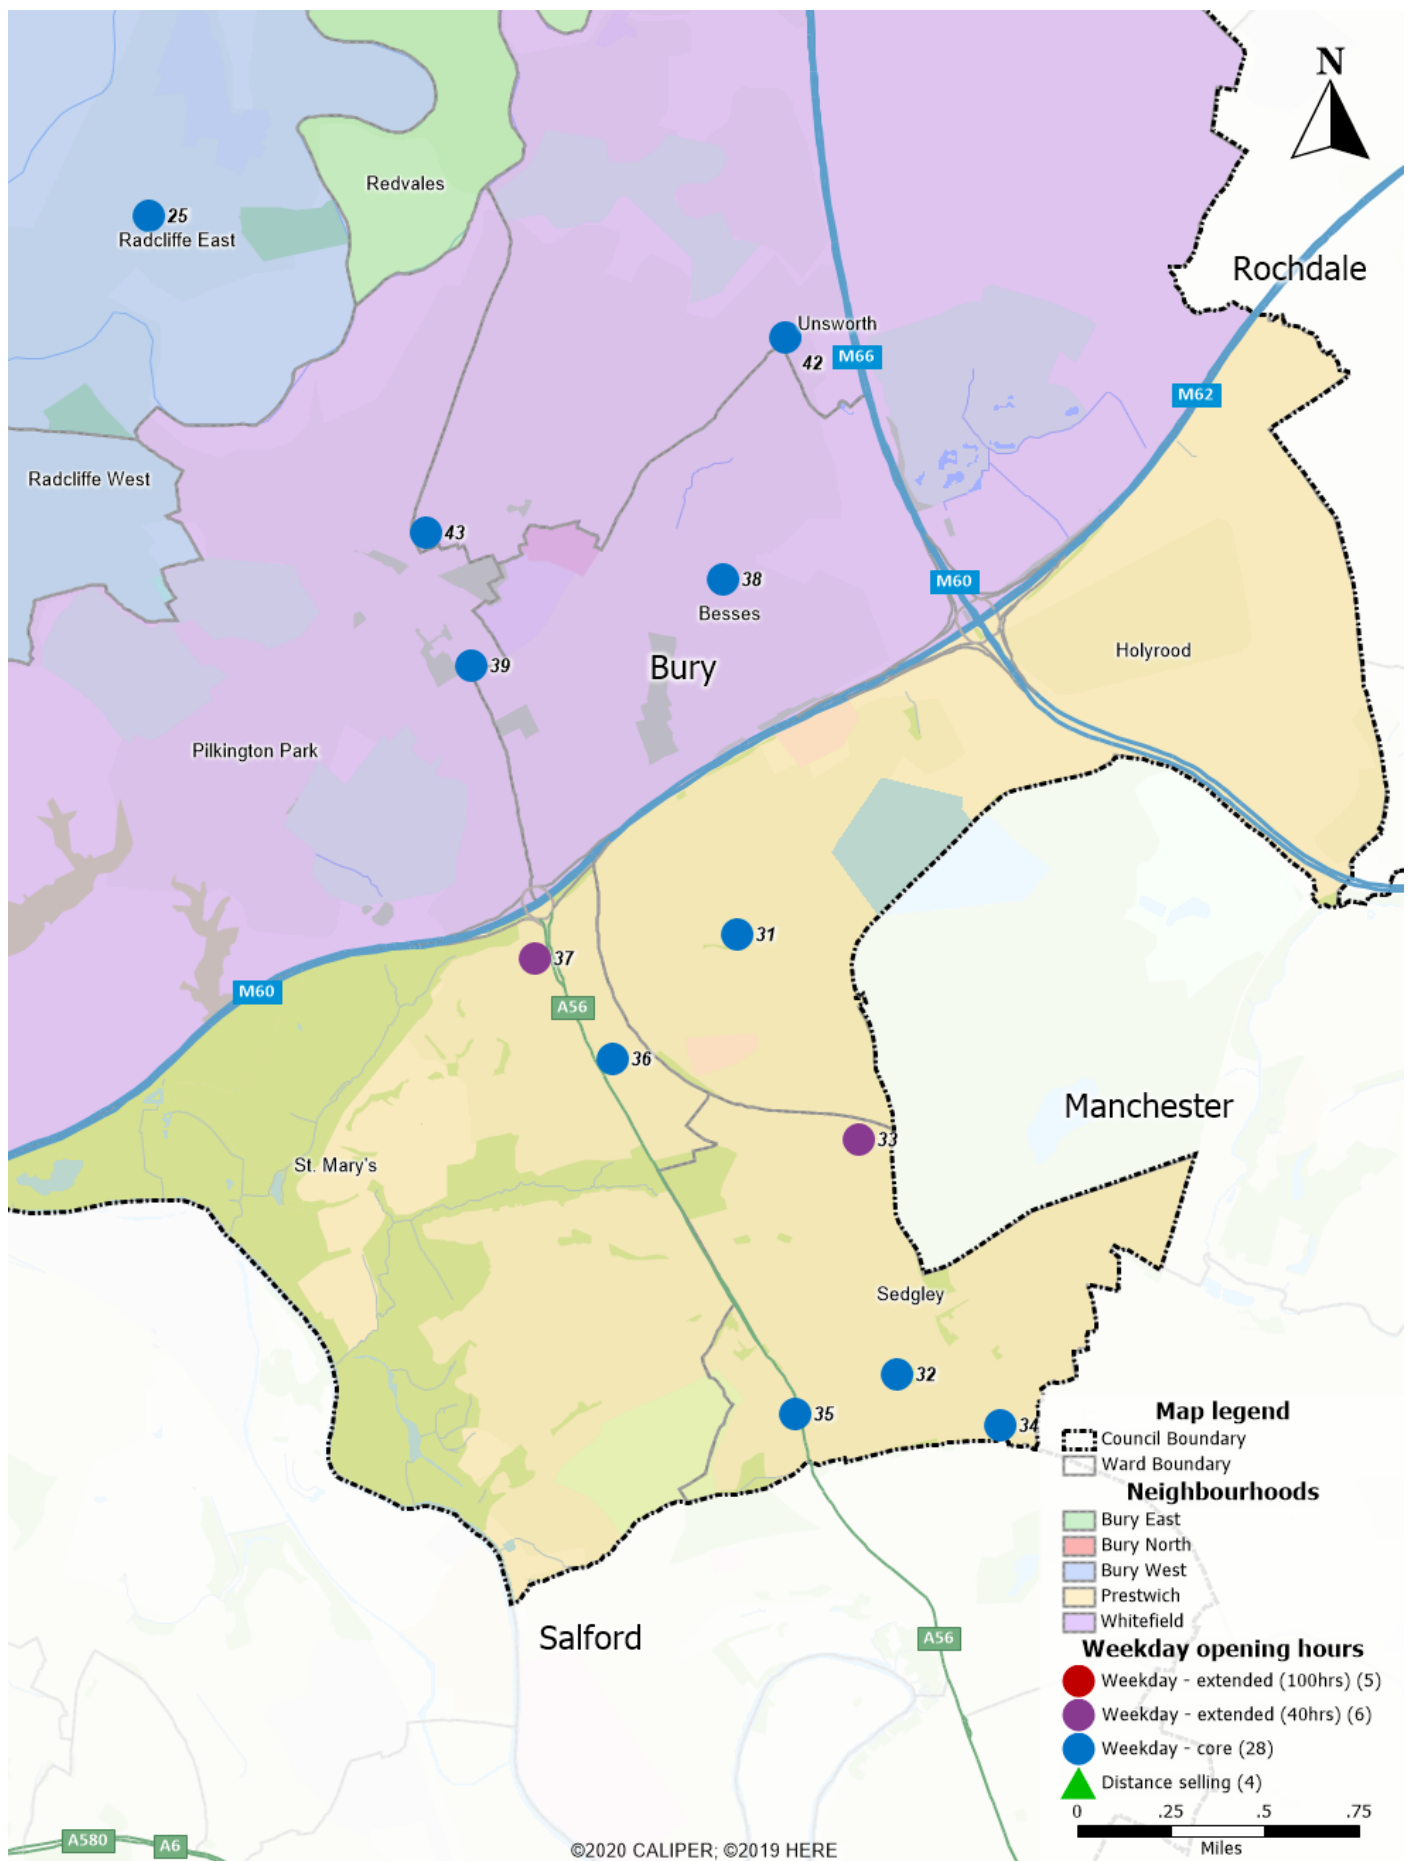 N
Redvales
25
Radcliffe East
Rochdale
Unsworth
42
M66
M62
Radcliffe West
43
38
M60
Besses
Holyrood
39
Bury
Pilkington Park
31
37
M60
A56
36
Manchester
33
St. Mary's
Sedgley
32
35
34
Map legend
Council Boundary
Ward Boundary
Neighbourhoods
Bury East
Bury North
Bury West
Prestwich
Whitefield
Salford
A56
Weekday opening hours
Weekday - extended (100hrs) (5)
Weekday - extended (40hrs) (6)
Weekday - core (28)
Distance selling (4)
0 .25 .5 .75
Miles
A580
A6
©2020 CALIPER; ©2019 HERE